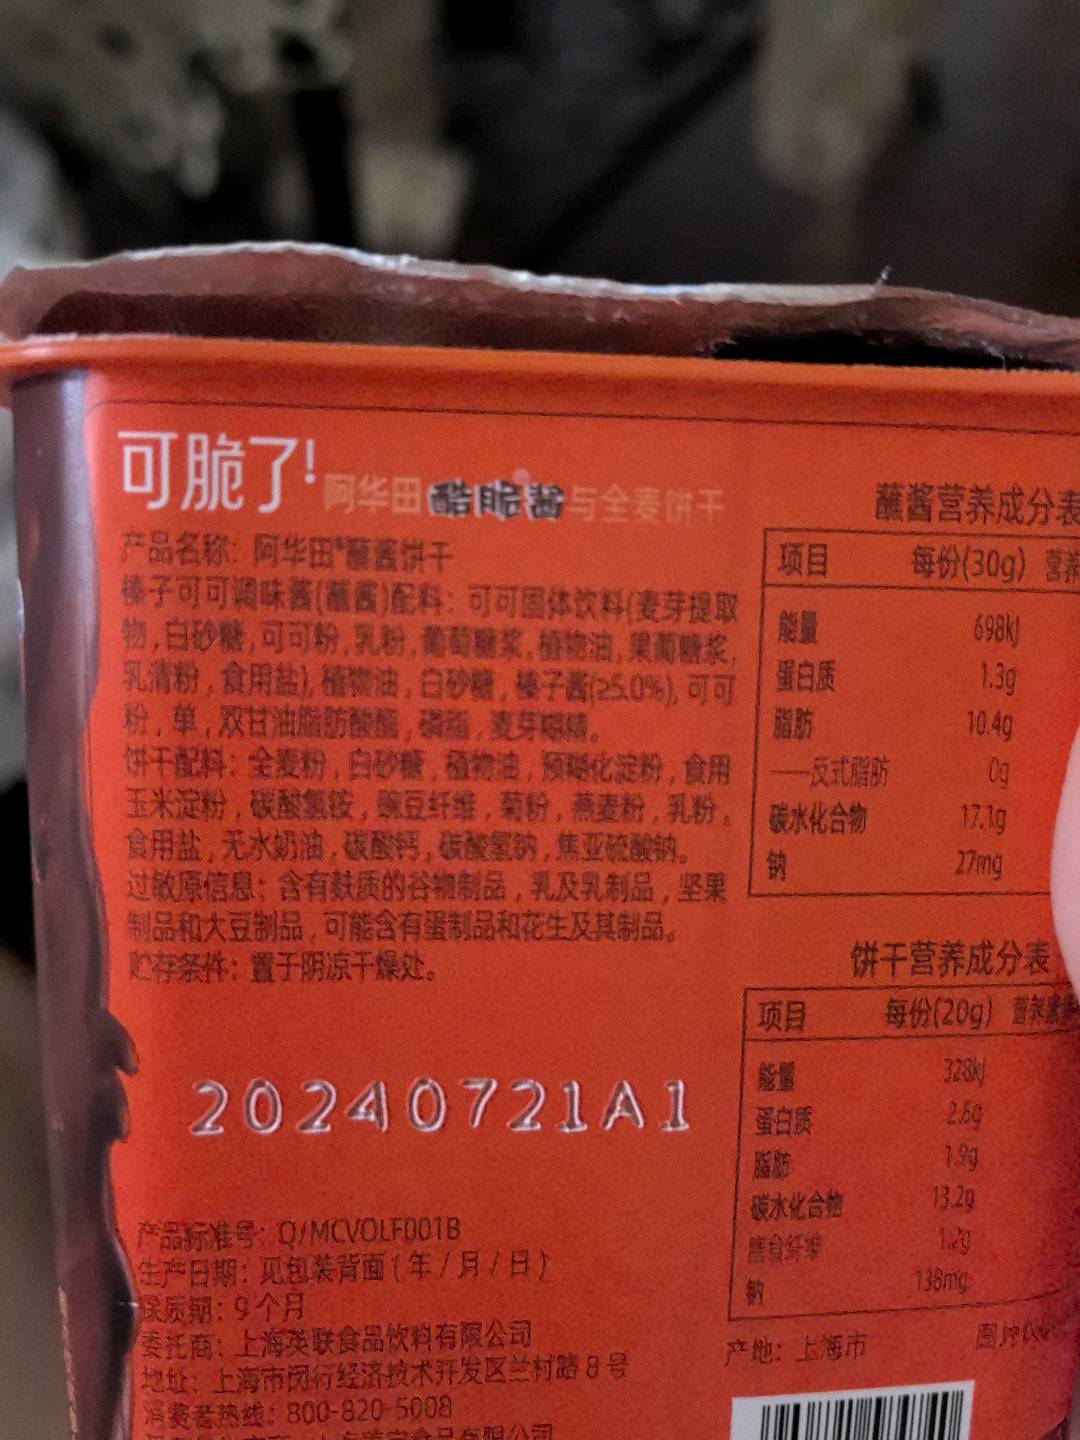 可脆了!
阿华田酷脆酱与全麦饼干
产品名称：阿华田®蘸酱饼干
榛子可可调味酱(蘸酱)配料：可可固体饮料(麦芽提取
物,白砂糖,可可粉,乳粉,葡萄糖浆,植物油,果葡糖浆,
乳清粉,食用盐),植物油,白砂糖,榛子酱(≥5.0%),可可
粉,单,双甘油脂肪酸酯,磷脂,麦芽糊精。
饼干配料：全麦粉,白砂糖,植物油,预糊化淀粉,食用
玉米淀粉,碳酸氢铵,豌豆纤维,菊粉,燕麦粉,乳粉,
食用盐,无水奶油,碳酸钙,碳酸氢钠,焦亚硫酸钠。
过敏原信息：含有麸质的谷物制品,乳及乳制品,坚果
制品和大豆制品,可能含有蛋制品和花生及其制品。
贮存条件：置于阴凉干燥处。
20240721A1
产品标准号：Q/MCVOLF001B
生产日期：见包装背面(年/月/日)
保质期：9个月
委托商：上海英联食品饮料有限公司
地址：上海市闵行经济技术开发区兰村路8号
消费者热线：800-820-5008
蘸酱营养成分表
项目 每份(30g) 营养
能量 698kJ
蛋白质 1.3g
脂肪 10.4g
——反式脂肪 0g
碳水化合物 17.1g
钠 27mg
饼干营养成分表
项目 每份(20g) 营养素
能量 328kJ
蛋白质 2.6g
脂肪 1.9g
碳水化合物 13.2g
膳食纤维 1.2g
钠 138mg
产地：上海市
图片仅